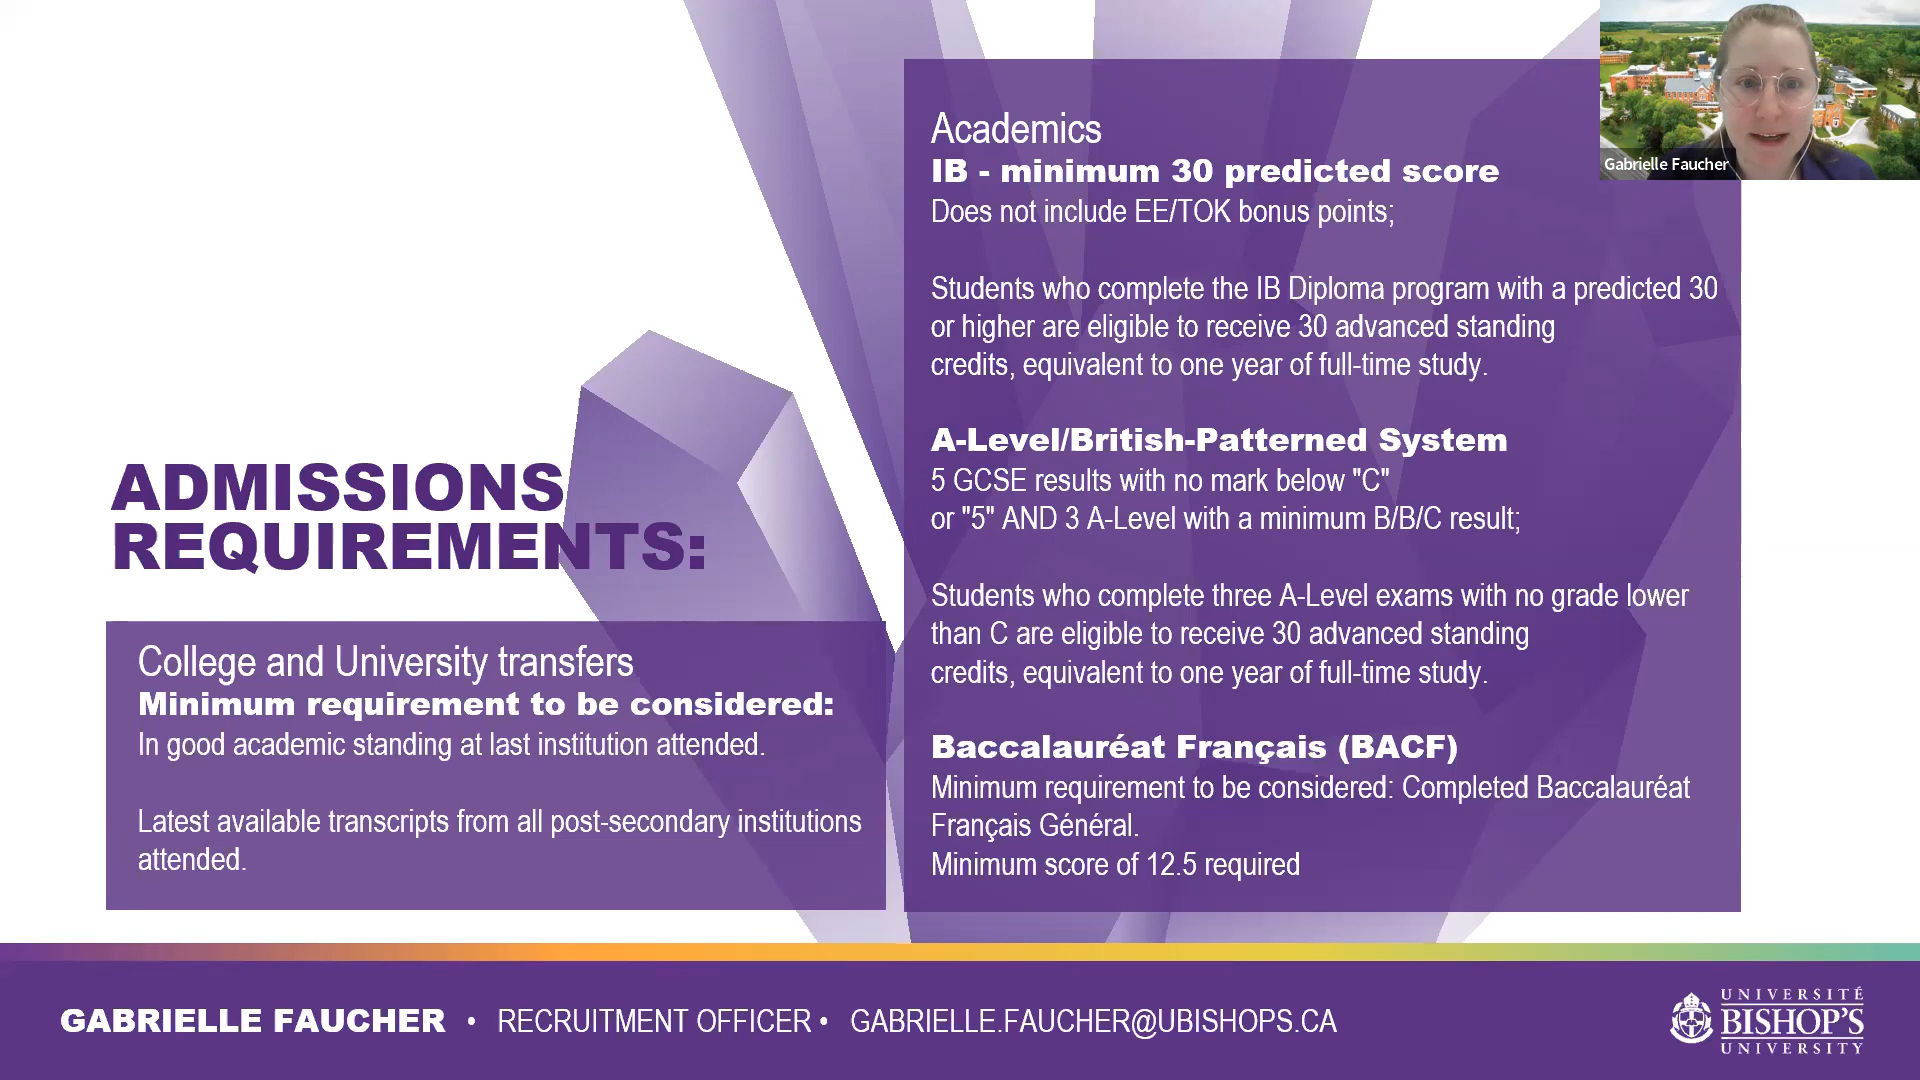 Academics
IB - minimum 30 predicted score
Does not include EE/TOK bonus points;
Students who complete the IB Diploma program with a predicted 30
or higher are eligible to receive 30 advanced standing
credits, equivalent to one year of full-time study.
A-Level/British-Patterned System
5 GCSE results with no mark below "C"
or "5" AND 3 A-Level with a minimum B/B/C result;
Students who complete three A-Level exams with no grade lower
than C are eligible to receive 30 advanced standing
credits, equivalent to one year of full-time study.
Baccalauréat Français (BACF)
Minimum requirement to be considered: Completed Baccalauréat
Français Général.
Minimum score of 12.5 required
Gabrielle Faucher
ADMISSIONS
REQUIREMENTS:
College and University transfers
Minimum requirement to be considered:
In good academic standing at last institution attended.
Latest available transcripts from all post-secondary institutions
attended.
GABRIELLE FAUCHER • RECRUITMENT OFFICER • GABRIELLE.FAUCHER@UBISHOPS.CA
UNIVERSITÉ
BISHOP'S
UNIVERSITY